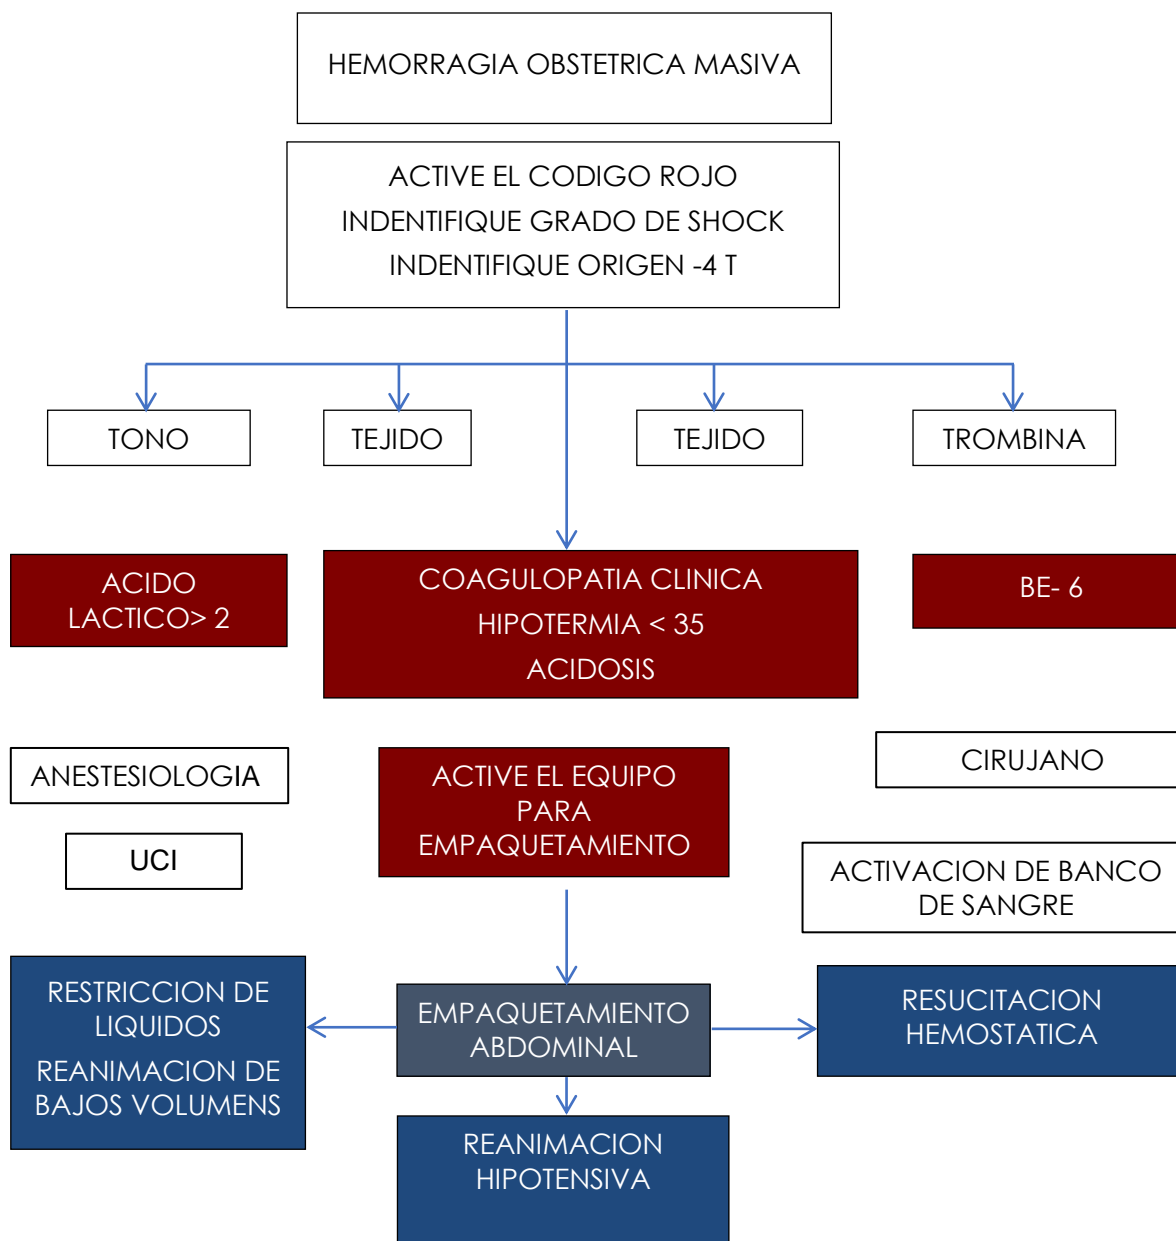 HEMORRAGIA OBSTETRICA MASIVA
ACTIVE EL CODIGO ROJO
INDENTIFIQUE GRADO DE SHOCK
INDENTIFIQUE ORIGEN -4 T
TONO
TEJIDO
TEJIDO
TROMBINA
ACIDO
LACTICO> 2
COAGULOPATIA CLINICA
HIPOTERMIA < 35
ACIDOSIS
BE- 6
ANESTESIOLOGIA
UCI
ACTIVE EL EQUIPO
PARA
EMPAQUETAMIENTO
CIRUJANO
ACTIVACION DE BANCO
DE SANGRE
RESTRICCION DE
LIQUIDOS
REANIMACION DE
BAJOS VOLUMENS
EMPAQUETAMIENTO
ABDOMINAL
RESUCITACION
HEMOSTATICA
REANIMACION
HIPOTENSIVA